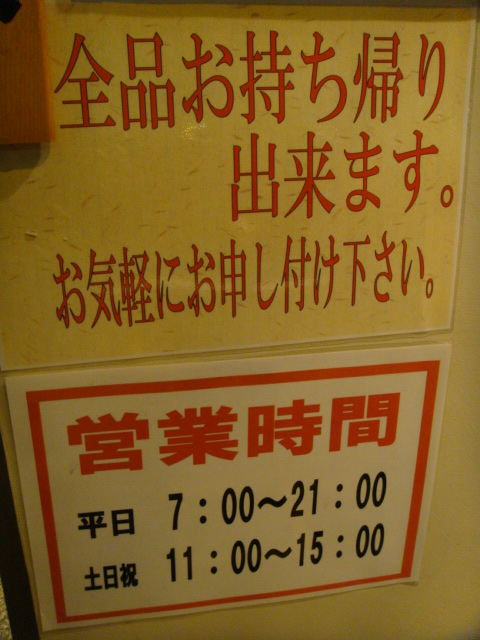 全品お持ち帰り
出来ます。
お気軽にお申し付け下さい。
営業時間
平日 7：00～21：00
土日祝 11：00～15：00